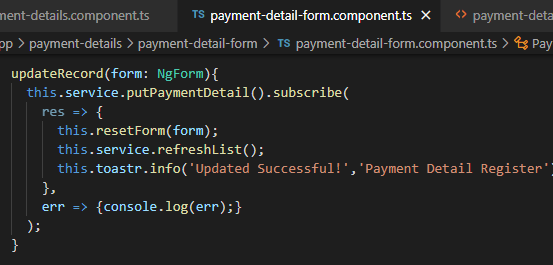 ment-details.component.ts TS payment-detail-form.component.ts × <> payment-deta
pp > payment-details > payment-detail-form > TS payment-detail-form.component.ts > Pay
updateRecord(form: NgForm){
this.service.putPaymentDetail().subscribe(
res => {
this.resetForm(form);
this.service.refreshList();
this.toastr.info('Updated Successful!','Payment Detail Register')
},
err => {console.log(err);}
);
}